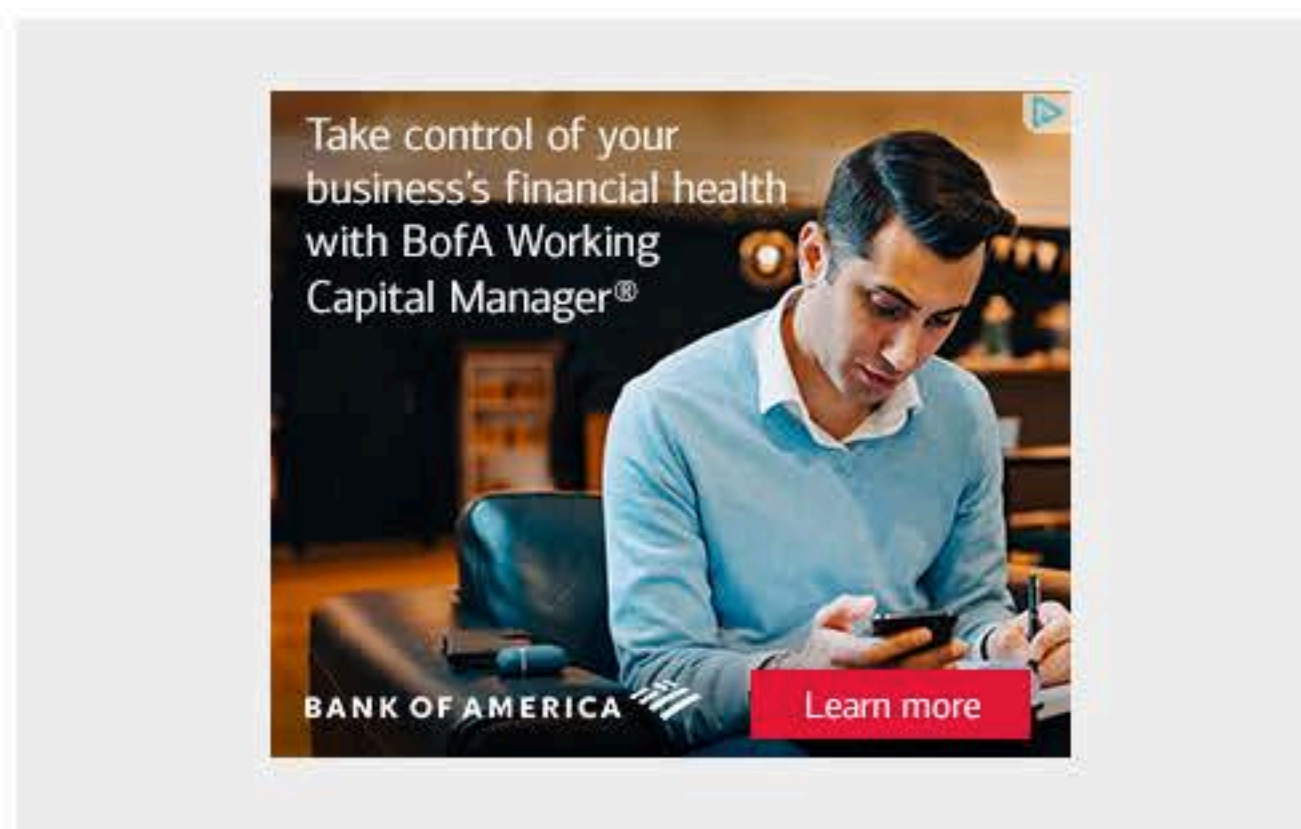 Take control of your
business's financial health
with BofA Working
Capital Manager®
BANK OF AMERICA
Learn more